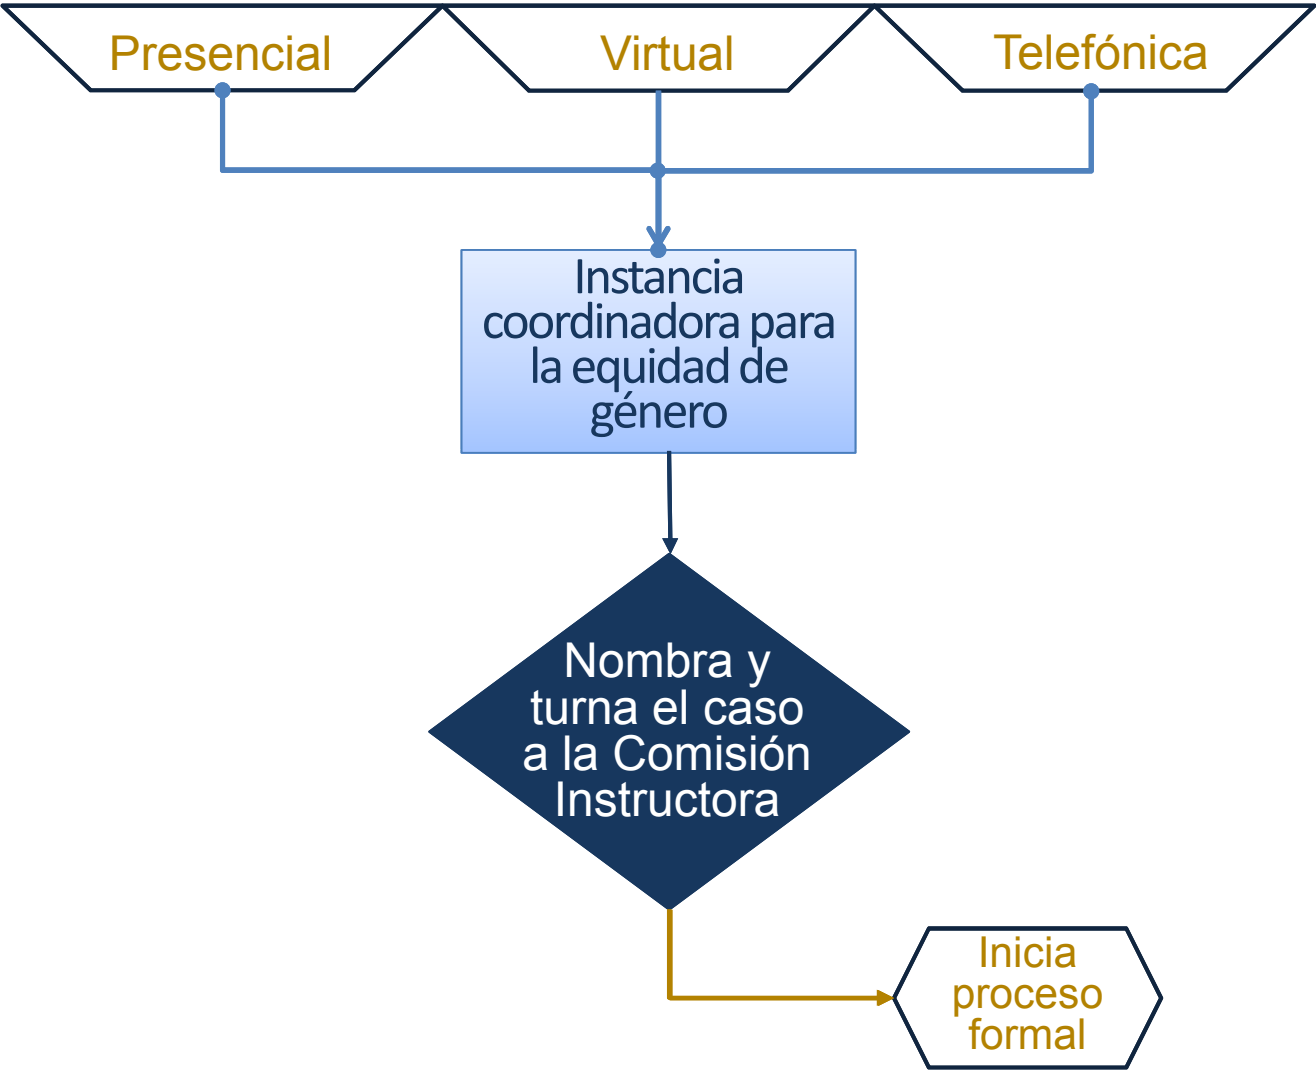 Presencial
Virtual
Telefónica
Instancia
coordinadora para
la equidad de
género
Nombra y
turna el caso
a la Comisión
Instructora
Inicia
proceso
formal